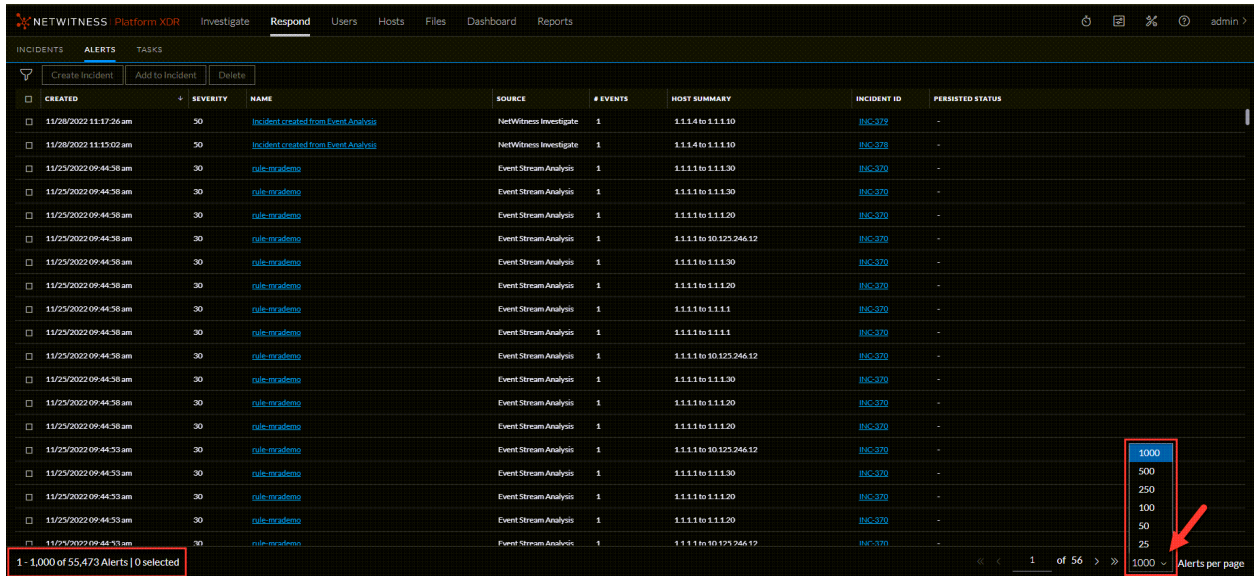 NETWITNESS Platform XDR Investigate Respond Users Hosts Files Dashboard Reports admin >
INCIDENTS ALERTS TASKS
Create Incident Add to Incident Delete
CREATED SEVERITY NAME SOURCE # EVENTS HOST SUMMARY INCIDENT ID PERSISTED STATUS
11/28/2022 11:17:26 am 50 Incident created from Event Analysis NetWitness Investigate 1 1.1.1.4 to 1.1.1.10 INC-379 -
11/28/2022 11:15:02 am 50 Incident created from Event Analysis NetWitness Investigate 1 1.1.1.4 to 1.1.1.10 INC-378 -
11/25/2022 09:44:58 am 30 rule-mrademo Event Stream Analysis 1 1.1.1.1 to 1.1.1.30 INC-370 -
11/25/2022 09:44:58 am 30 rule-mrademo Event Stream Analysis 1 1.1.1.1 to 1.1.1.30 INC-370 -
11/25/2022 09:44:58 am 30 rule-mrademo Event Stream Analysis 1 1.1.1.1 to 1.1.1.20 INC-370 -
11/25/2022 09:44:58 am 30 rule-mrademo Event Stream Analysis 1 1.1.1.1 to 10.125.246.12 INC-370 -
11/25/2022 09:44:58 am 30 rule-mrademo Event Stream Analysis 1 1.1.1.1 to 1.1.1.30 INC-370 -
11/25/2022 09:44:58 am 30 rule-mrademo Event Stream Analysis 1 1.1.1.1 to 1.1.1.20 INC-370 -
11/25/2022 09:44:58 am 30 rule-mrademo Event Stream Analysis 1 1.1.1.1 to 1.1.1.1 INC-370 -
11/25/2022 09:44:58 am 30 rule-mrademo Event Stream Analysis 1 1.1.1.1 to 1.1.1.1 INC-370 -
11/25/2022 09:44:58 am 30 rule-mrademo Event Stream Analysis 1 1.1.1.1 to 10.125.246.12 INC-370 -
11/25/2022 09:44:58 am 30 rule-mrademo Event Stream Analysis 1 1.1.1.1 to 1.1.1.30 INC-370 -
11/25/2022 09:44:58 am 30 rule-mrademo Event Stream Analysis 1 1.1.1.1 to 1.1.1.20 INC-370 -
11/25/2022 09:44:58 am 30 rule-mrademo Event Stream Analysis 1 1.1.1.1 to 1.1.1.20 INC-370 -
11/25/2022 09:44:53 am 30 rule-mrademo Event Stream Analysis 1 1.1.1.1 to 10.125.246.12 INC-370 - 1000
11/25/2022 09:44:53 am 30 rule-mrademo Event Stream Analysis 1 1.1.1.1 to 1.1.1.30 INC-370 - 500
11/25/2022 09:44:53 am 30 rule-mrademo Event Stream Analysis 1 1.1.1.1 to 1.1.1.20 INC-370 - 250
100
11/25/2022 09:44:53 am 30 rule-mrademo Event Stream Analysis 1 1.1.1.1 to 1.1.1.20 INC-370 - 50
11/25/2022 09:44:53 am 30 rule-mrademo Event Stream Analysis 1 1.1.1.1 to 10.125.246.12 INC-370 - 25
1 - 1,000 of 55,473 Alerts | 0 selected « < 1 of 56 > » 1000 Alerts per page